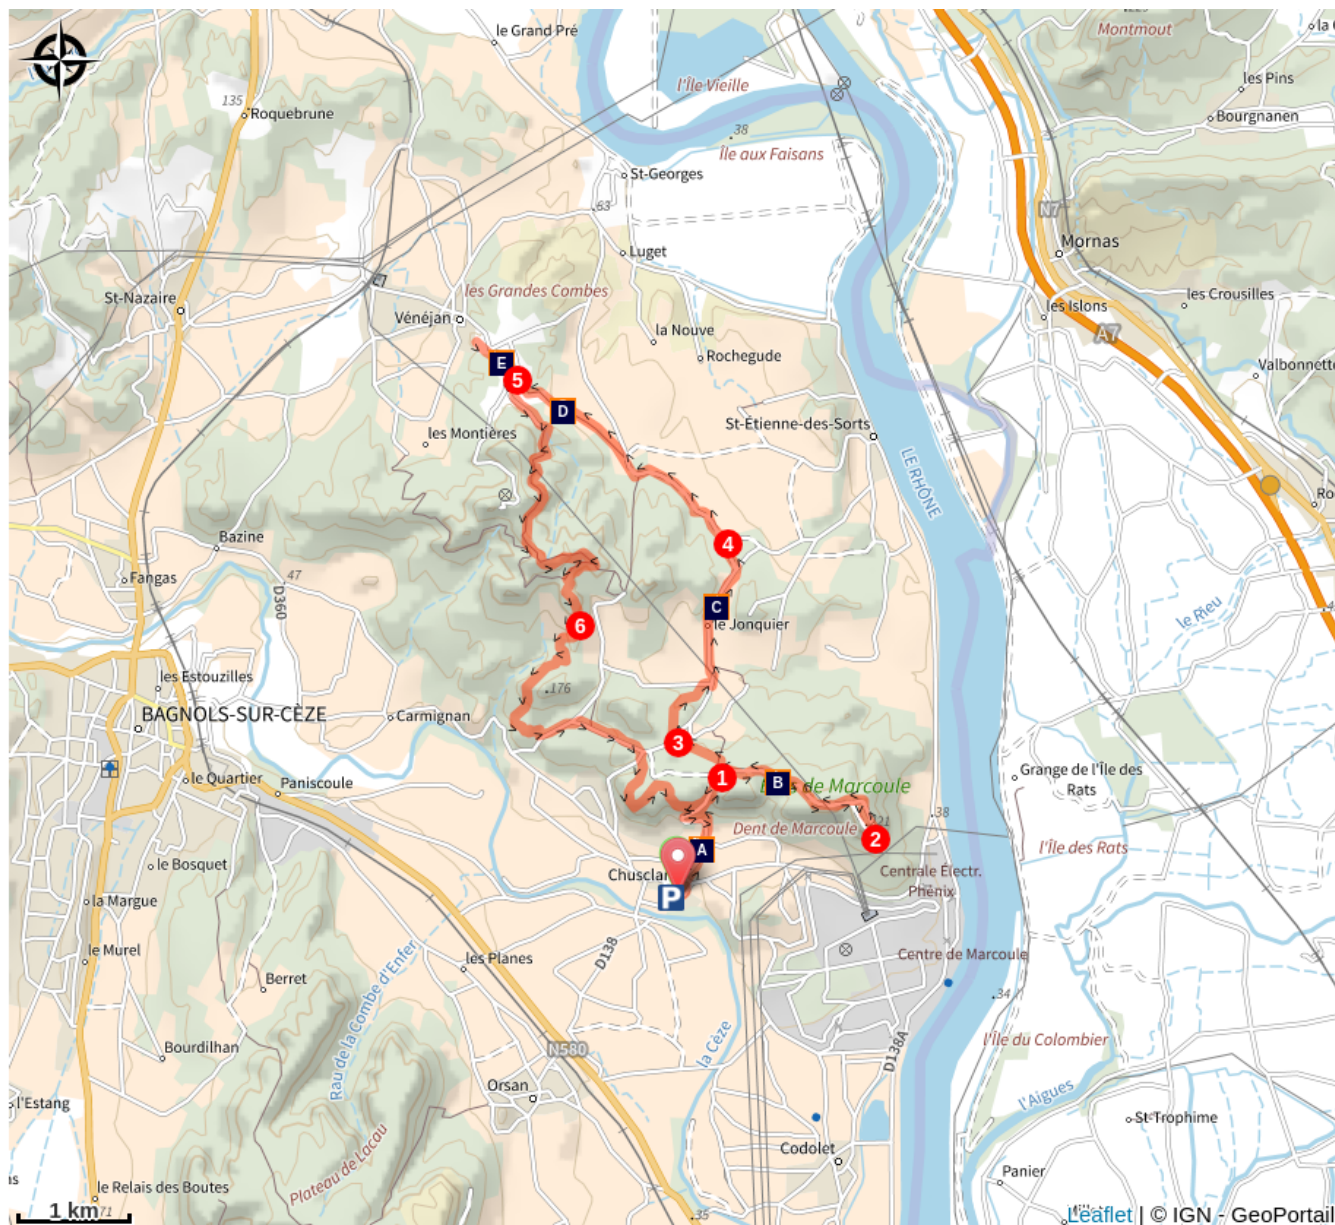 le Grand Pré
Montmout
l'Île Vieille
les Pins
135
Roquebrune
Bourgnanen
38
Île aux Faisans
St-Georges
63
N7
Mornas
Luget
les Grandes Combes
St-Nazaire
les Crousilles
les Islons
Vénéjan
la Nouve
A7
Rochegude
E
Valbonnette
5
D
St-Étienne-des-Sorts
les Montières
LE RHÔNE
Ro
Bazine
4
Fangas
47
D360
C
le Jonquier
le Rieu
6
les Estouzilles
176
BAGNOLS-SUR-CÈZE
Carmignan
3
1
B
de Marcoule
Grange de l'Île des
Rats
le Quartier
Paniscoule
Dent de Marcoule
21
2
38
l'Île des Rats
A
le Bosquet
Chusclan
P
Centrale Électr.
Phénix
la Margue
D138
le Murel
les Planes
Centre de Marcoule
Berret
34
Rau de la Combe d'Enfer
la Cèze
l'Île du Colombier
Bourdilhan
N580
D138A
Orsan
l'Aigues
l'Estang
St-Trophime
Plateau de Lacau
Codolet
Panier
le Relais des Boutes
71
1 km
35
Leaflet | © IGN - GeoPortail